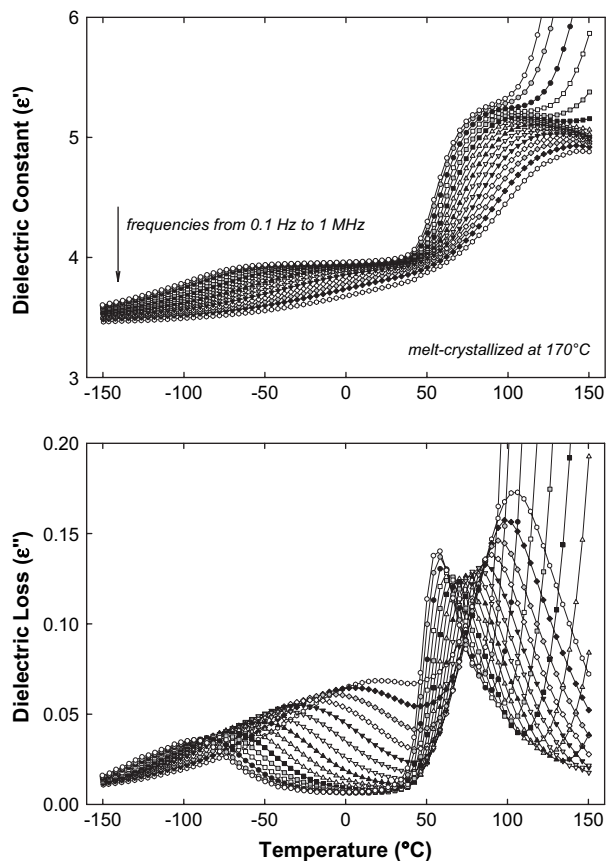 6
5
4
3
Dielectric Constant (ε')
frequencies from 0.1 Hz to 1 MHz
melt-crystallized at 170°C
-150 -100 -50 0 50 100 150
0.20
0.15
0.10
0.05
0.00
Dielectric Loss (ε'')
-150 -100 -50 0 50 100 150
Temperature (°C)